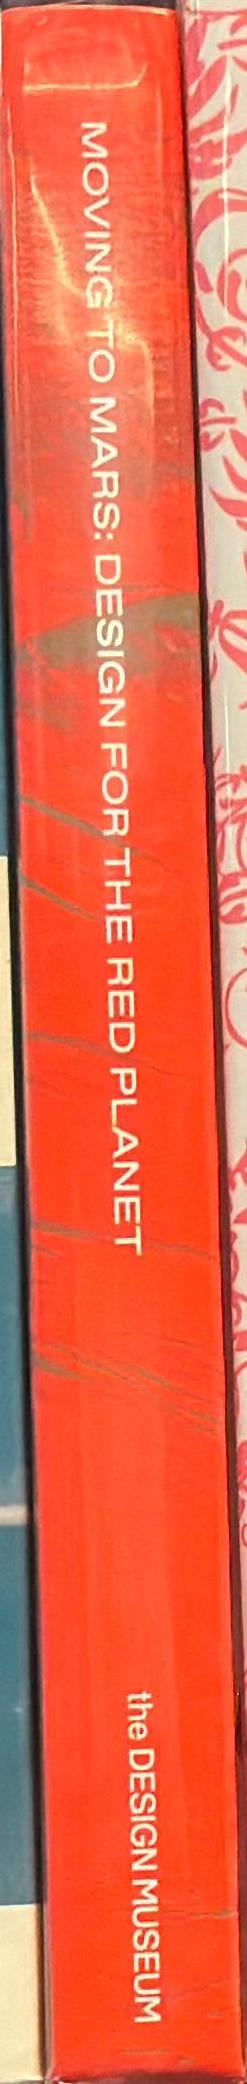 MOVING TO MARS: DESIGN FOR THE RED PLANET
the DESIGN MUSEUM